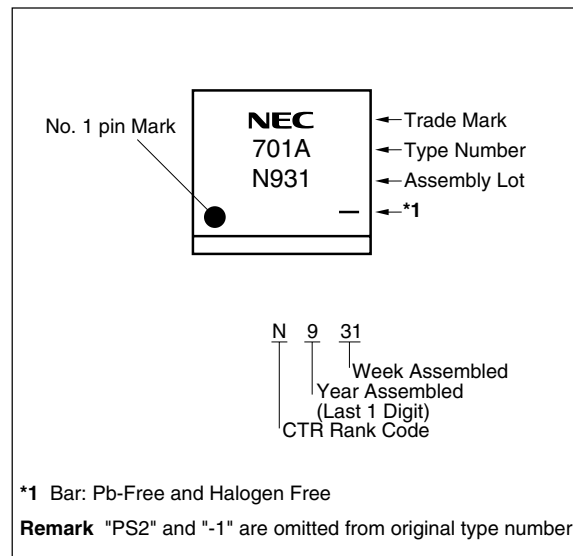 NEC
701A
N931
No. 1 pin Mark
Trade Mark
Type Number
Assembly Lot
*1
N 9 31
Week Assembled
Year Assembled
(Last 1 Digit)
CTR Rank Code
*1 Bar: Pb-Free and Halogen Free
Remark "PS2" and "-1" are omitted from original type number